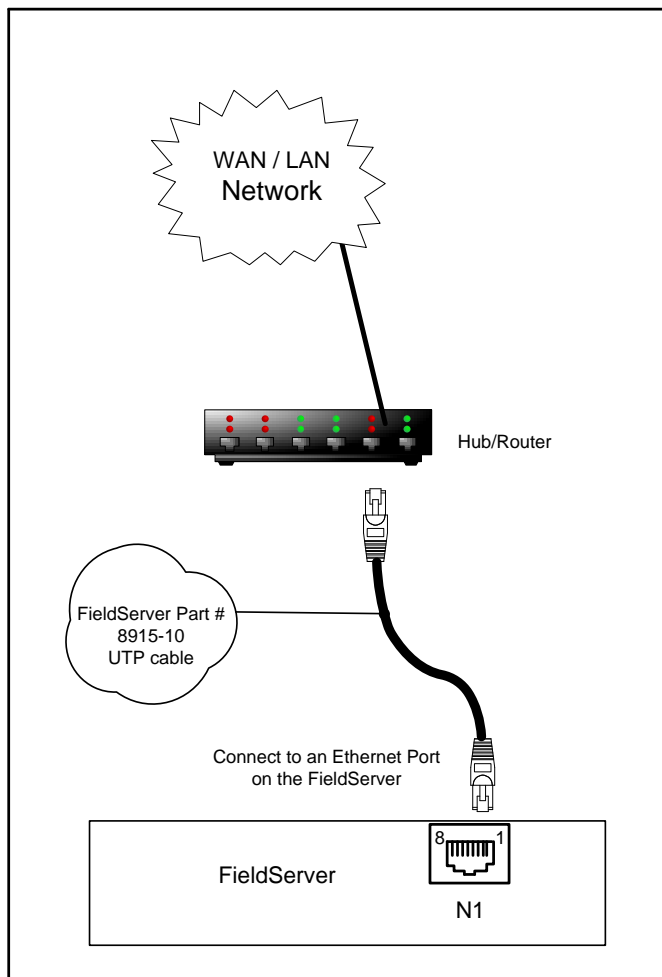 WAN / LAN
Network
Hub/Router
FieldServer Part #
8915-10
UTP cable
Connect to an Ethernet Port
on the FieldServer
8 1
FieldServer
N1